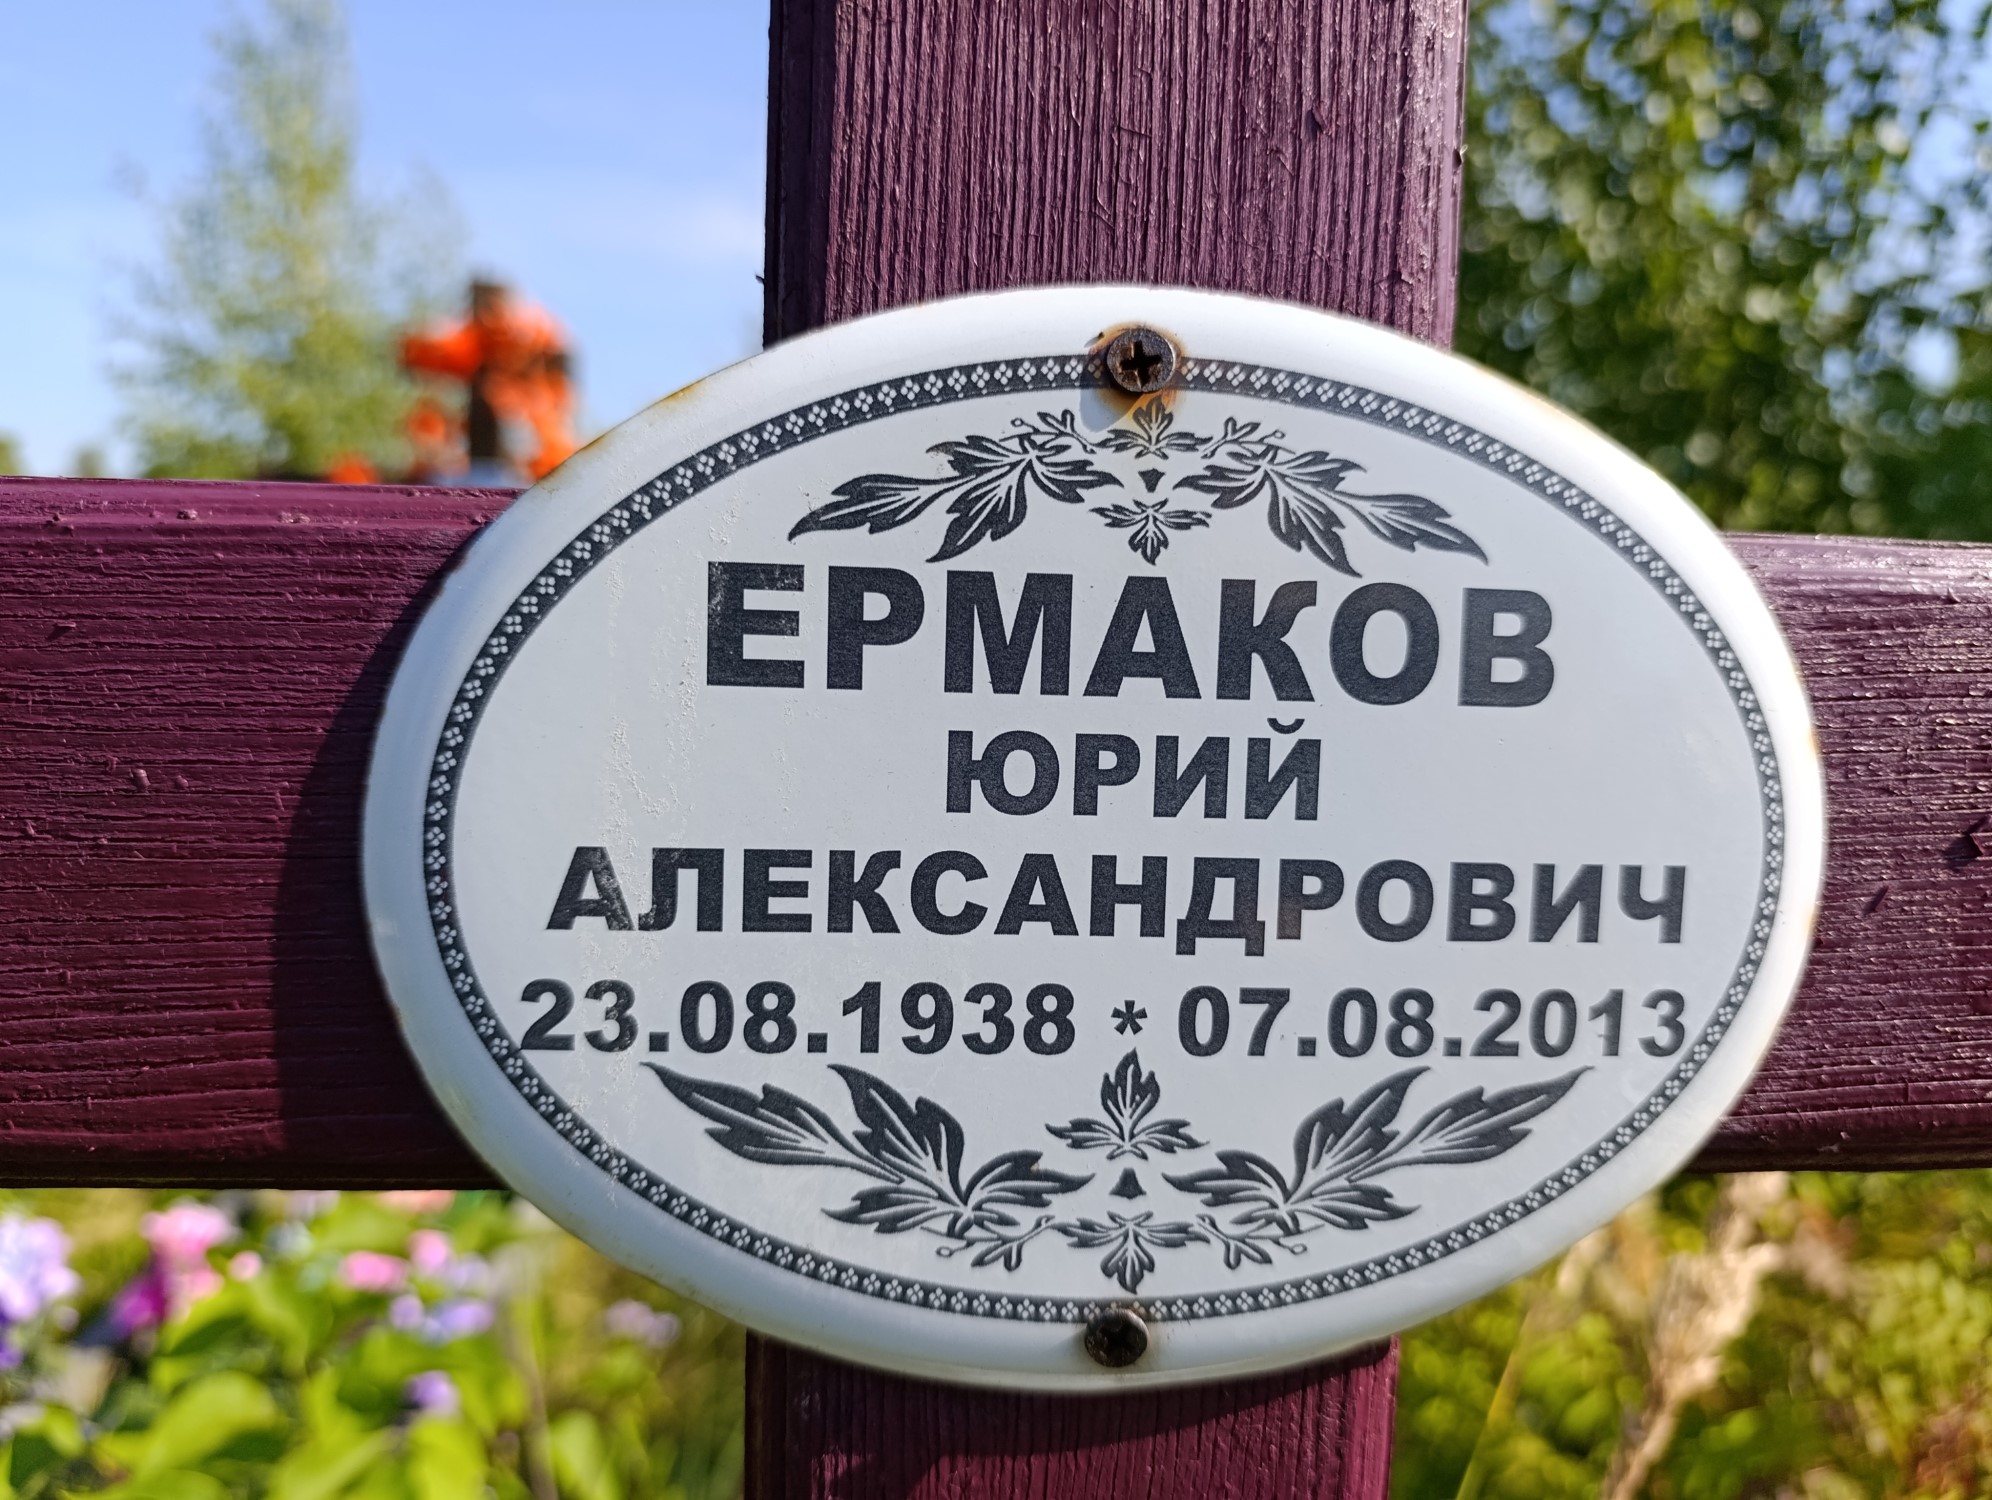 ЕРМАКОВ
ЮРИЙ
АЛЕКСАНДРОВИЧ
23.08.1938 * 07.08.2013